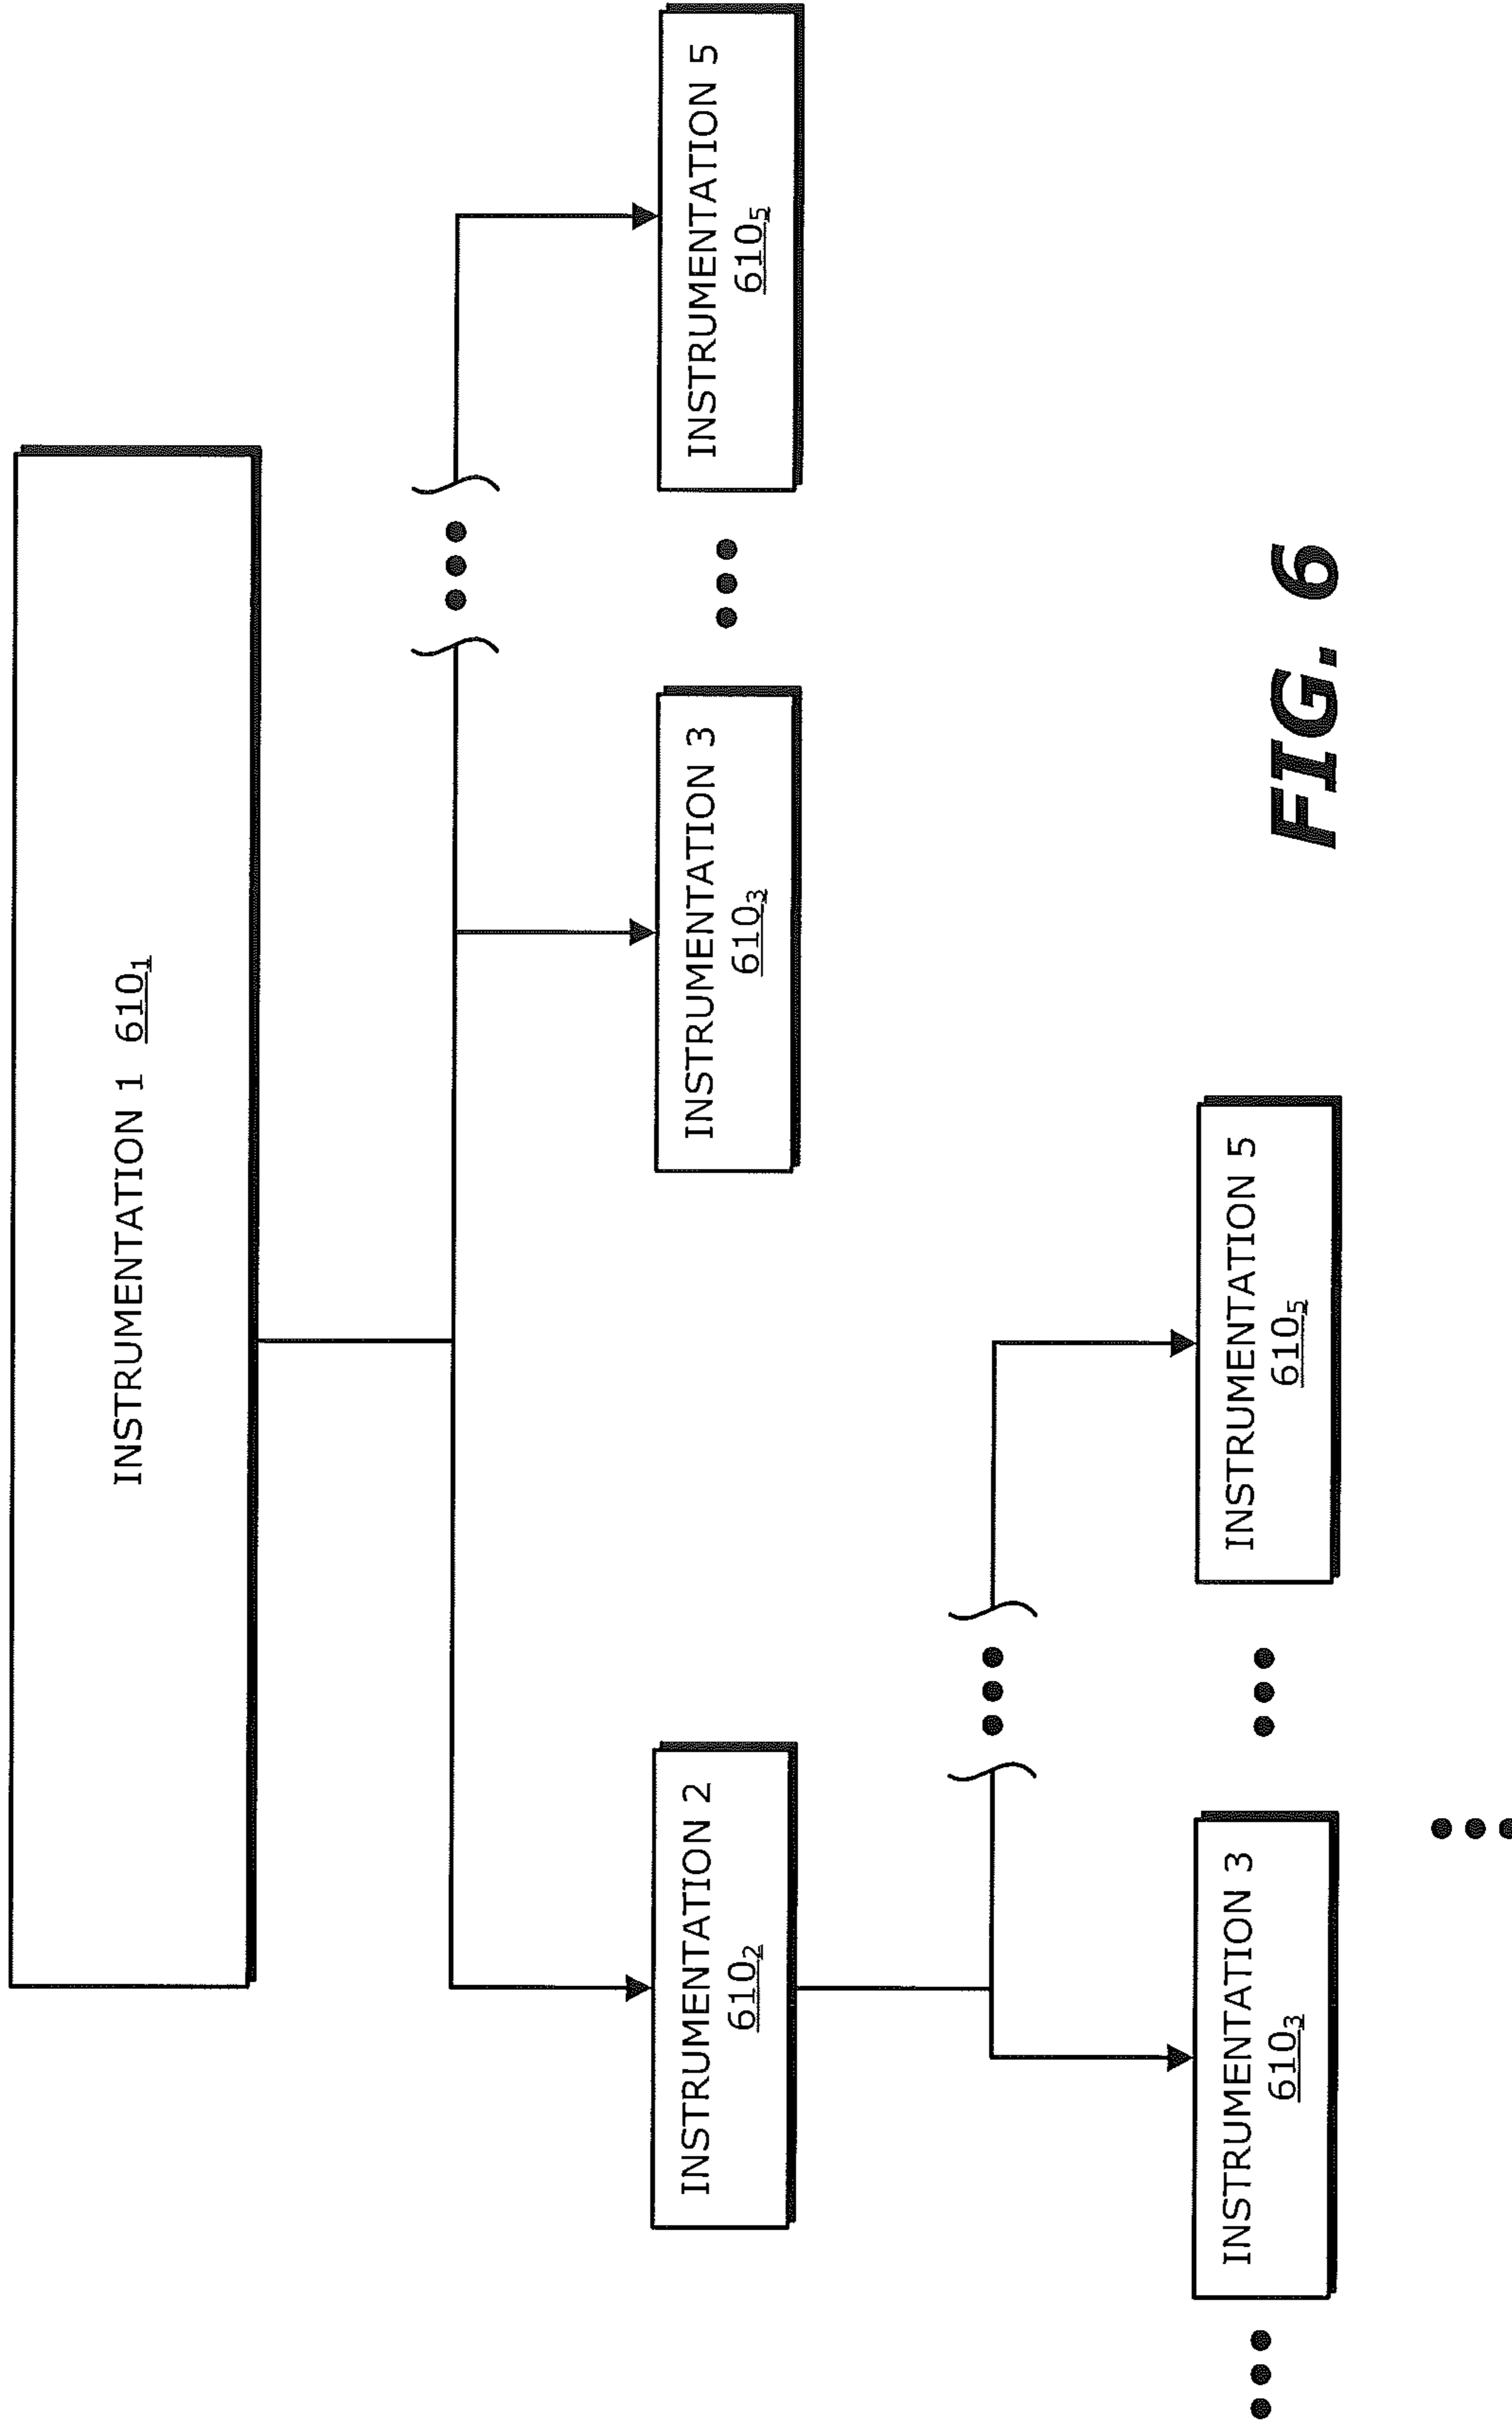 INSTRUMENTATION 1 610₁
INSTRUMENTATION 2
610₂
INSTRUMENTATION 3
610₃
INSTRUMENTATION 5
610₅
INSTRUMENTATION 3
610₃
INSTRUMENTATION 5
610₅
FIG. 6